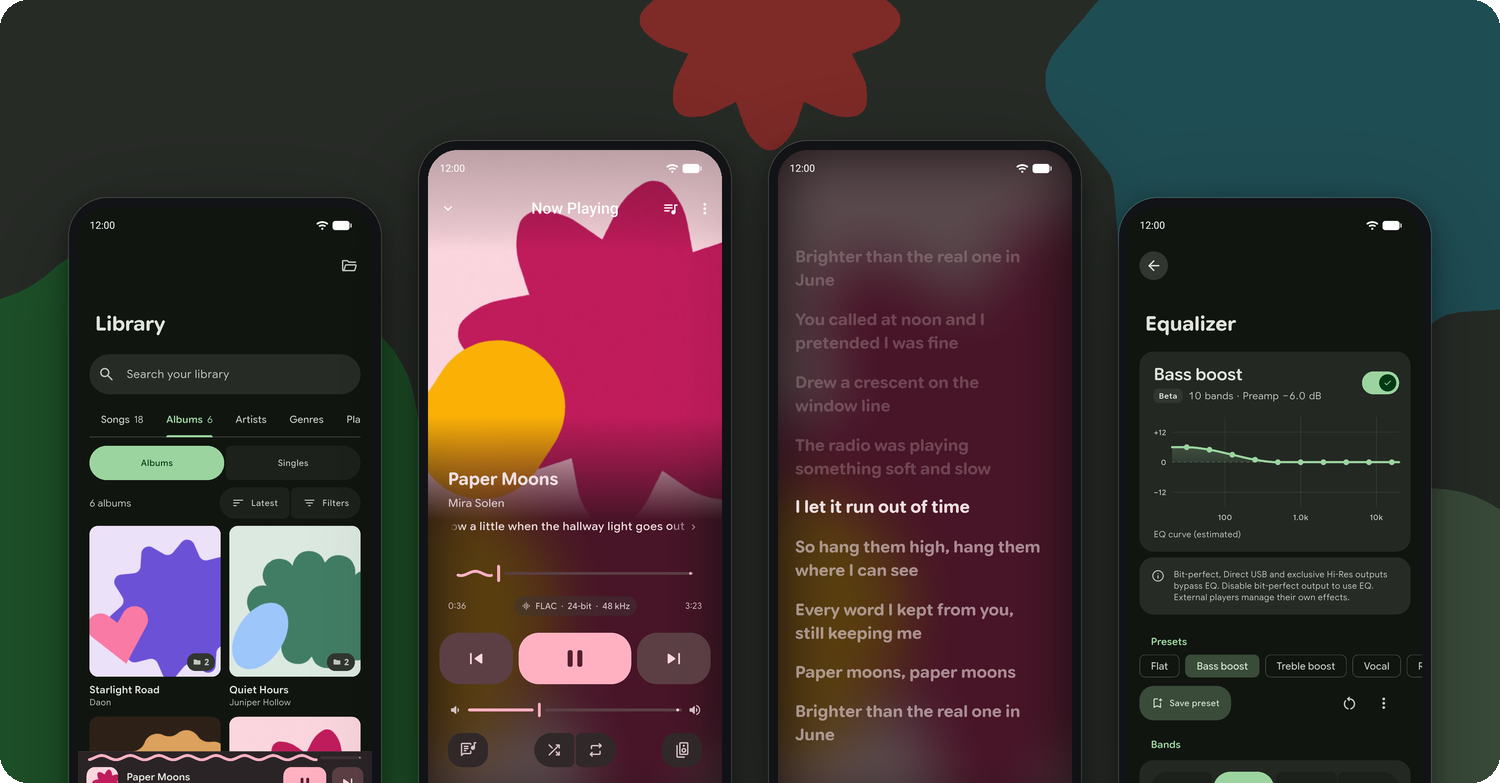 12:00
Library
Search your library
Songs 18
Albums 6
Artists
Genres
Pla
Albums
Singles
6 albums
Latest
Filters
2
2
Starlight Road
Daon
Quiet Hours
Juniper Hollow
Paper Moons
12:00
Now Playing
Paper Moons
Mira Solen
ow a little when the hallway light goes out
0:36
FLAC · 24-bit · 48 kHz
3:23
12:00
Brighter than the real one in
June
You called at noon and I
pretended I was fine
Drew a crescent on the
window line
The radio was playing
something soft and slow
I let it run out of time
So hang them high, hang them
where I can see
Every word I kept from you,
still keeping me
Paper moons, paper moons
Brighter than the real one in
June
12:00
Equalizer
Bass boost
Beta 10 bands · Preamp −6.0 dB
+12
0
−12
100 1.0k 10k
EQ curve (estimated)
Bit-perfect, Direct USB and exclusive Hi-Res outputs
bypass EQ. Disable bit-perfect output to use EQ.
External players manage their own effects.
Presets
Flat
Bass boost
Treble boost
Vocal
Save preset
Bands